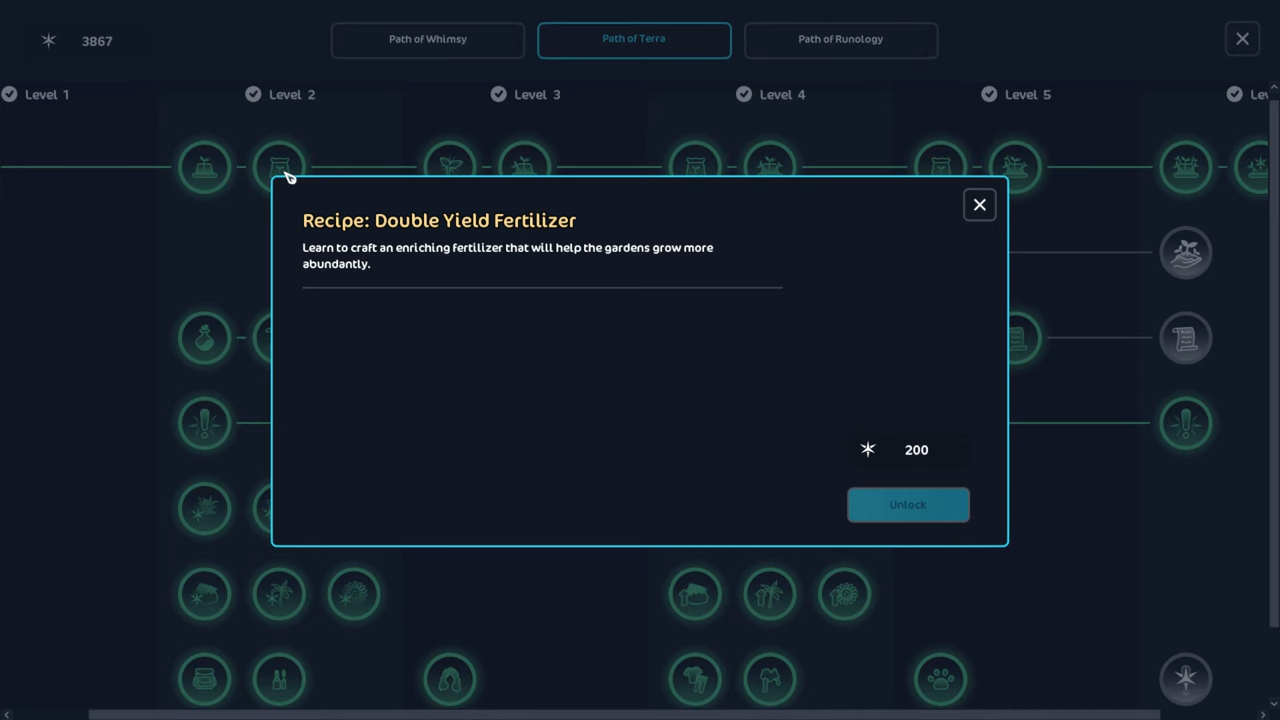 3867
Path of Whimsy
Path of Terra
Path of Runology
Level 1
Level 2
Level 3
Level 4
Level 5
Recipe: Double Yield Fertilizer
Learn to craft an enriching fertilizer that will help the gardens grow more
abundantly.
200
Unlock